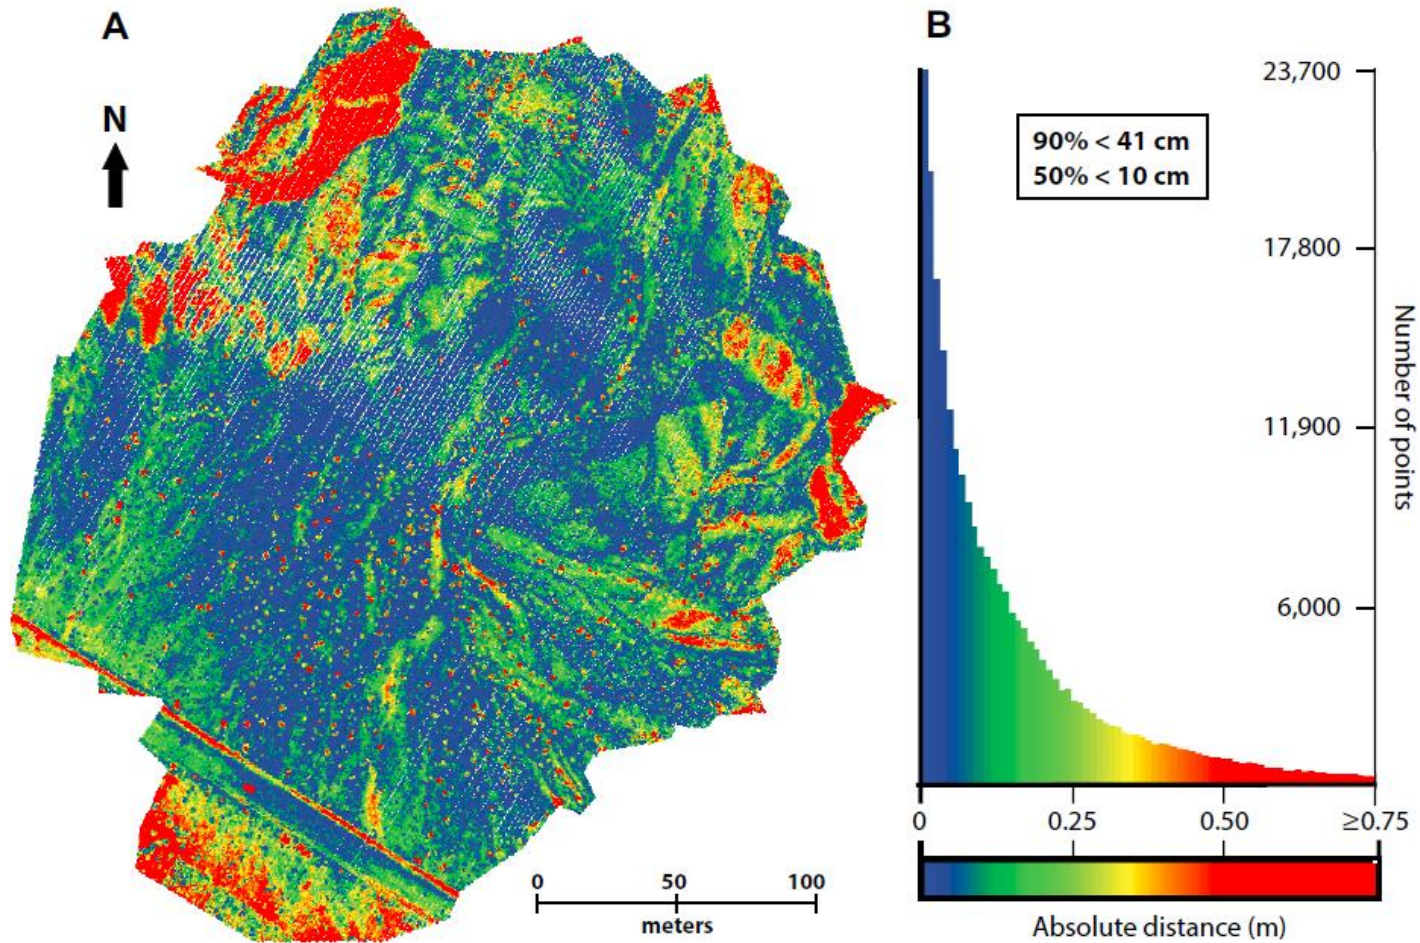 A
N
0 50 100
meters
B
90% < 41 cm
50% < 10 cm
23,700
17,800
11,900
6,000
Number of points
0 0.25 0.50 ≥0.75
Absolute distance (m)